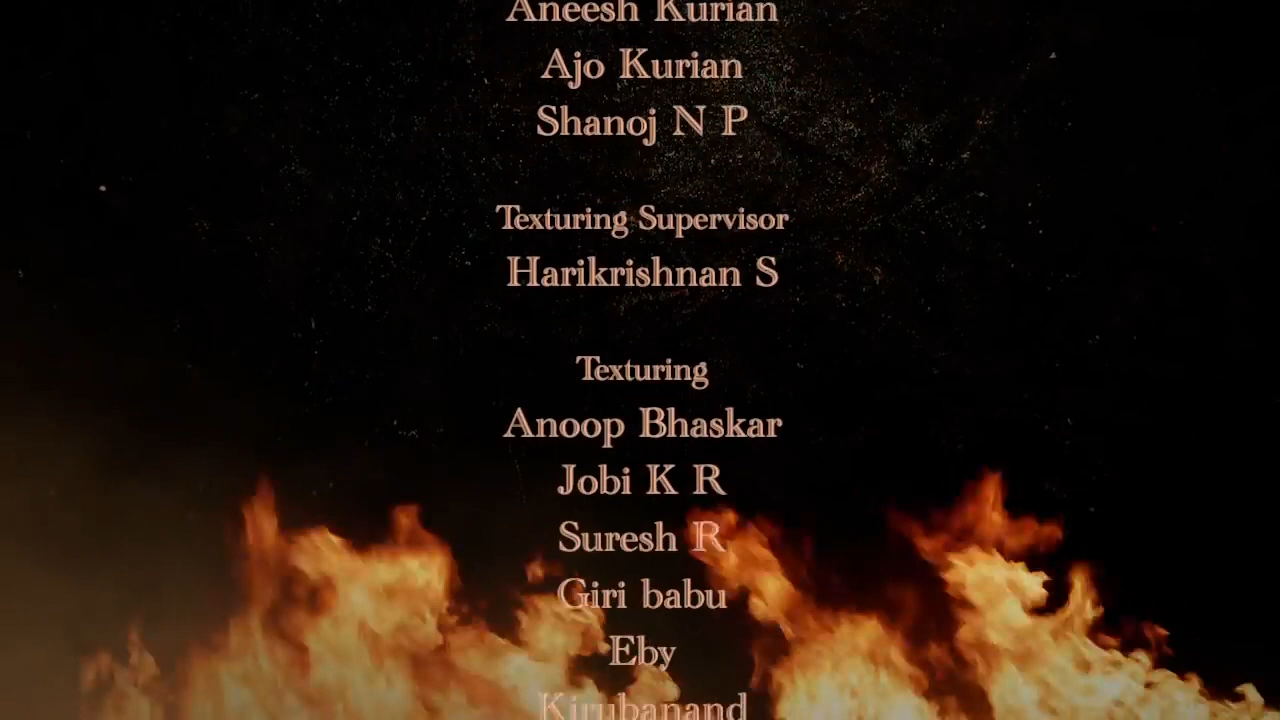 Aneesh Kurian
Ajo Kurian
Shanoj N P
Texturing Supervisor
Harikrishnan S
Texturing
Anoop Bhaskar
Jobi K R
Suresh R
Giri babu
Eby
Kirubanand